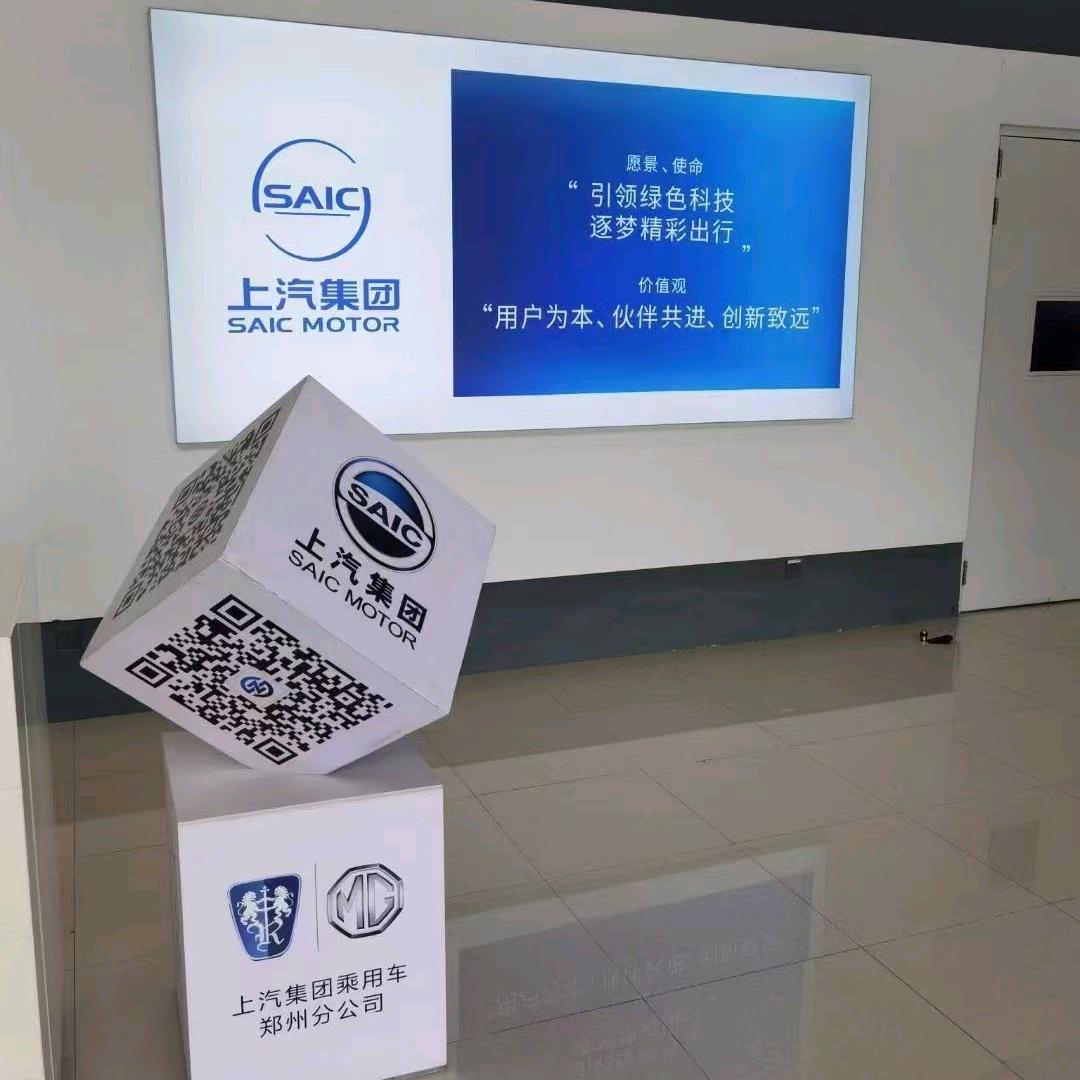 SAIC
上汽集团
SAIC MOTOR
愿景、使命
“引领绿色科技
逐梦精彩出行”
价值观
“用户为本、伙伴共进、创新致远”
SAIC
上汽集团
SAIC MOTOR
R
MG
上汽集团乘用车
郑州分公司